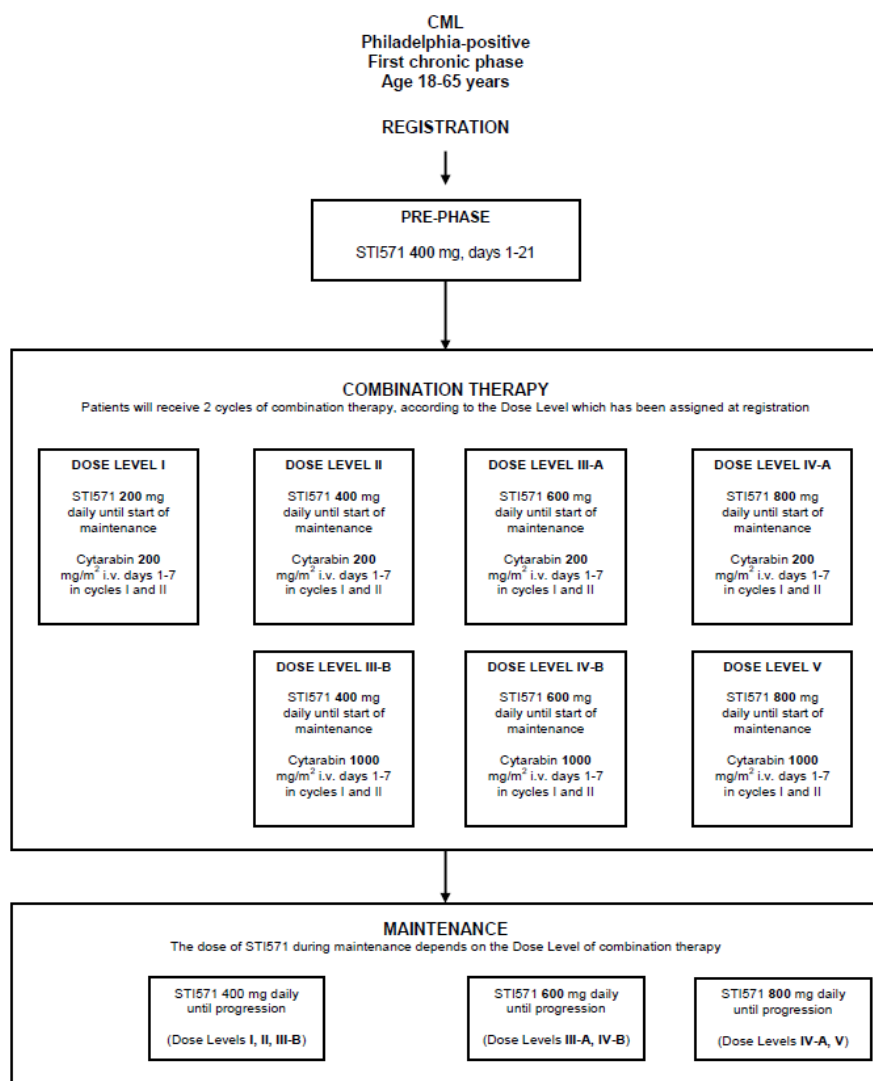 CML
Philadelphia-positive
First chronic phase
Age 18-65 years
REGISTRATION
PRE-PHASE
STI571 400 mg, days 1-21
COMBINATION THERAPY
Patients will receive 2 cycles of combination therapy, according to the Dose Level which has been assigned at registration
DOSE LEVEL I
STI571 200 mg
daily until start of
maintenance
Cytarabin 200
mg/m² i.v. days 1-7
in cycles I and II
DOSE LEVEL II
STI571 400 mg
daily until start of
maintenance
Cytarabin 200
mg/m² i.v. days 1-7
in cycles I and II
DOSE LEVEL III-A
STI571 600 mg
daily until start of
maintenance
Cytarabin 200
mg/m² i.v. days 1-7
in cycles I and II
DOSE LEVEL IV-A
STI571 800 mg
daily until start of
maintenance
Cytarabin 200
mg/m² i.v. days 1-7
in cycles I and II
DOSE LEVEL III-B
STI571 400 mg
daily until start of
maintenance
Cytarabin 1000
mg/m² i.v. days 1-7
in cycles I and II
DOSE LEVEL IV-B
STI571 600 mg
daily until start of
maintenance
Cytarabin 1000
mg/m² i.v. days 1-7
in cycles I and II
DOSE LEVEL V
STI571 800 mg
daily until start of
maintenance
Cytarabin 1000
mg/m² i.v. days 1-7
in cycles I and II
MAINTENANCE
The dose of STI571 during maintenance depends on the Dose Level of combination therapy
STI571 400 mg daily
until progression
(Dose Levels I, II, III-B)
STI571 600 mg daily
until progression
(Dose Levels III-A, IV-B)
STI571 800 mg daily
until progression
(Dose Levels IV-A, V)